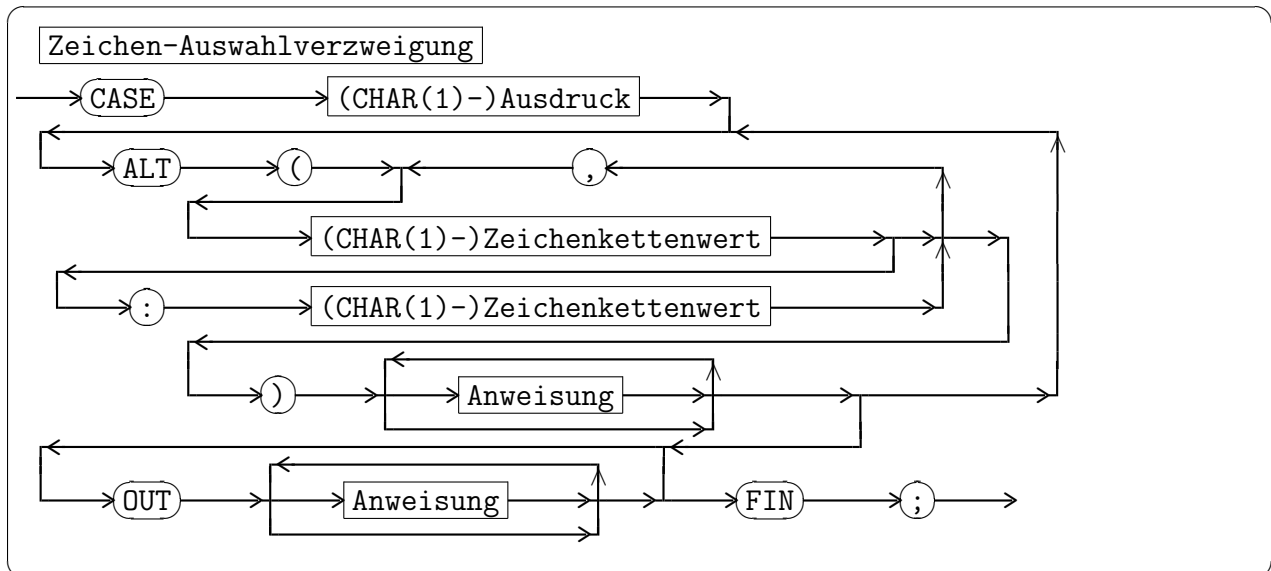 Zeichen-Auswahlverzweigung
CASE (CHAR(1)-)Ausdruck
ALT ( ,
(CHAR(1)-)Zeichenkettenwert
: (CHAR(1)-)Zeichenkettenwert
) Anweisung
OUT Anweisung FIN ;